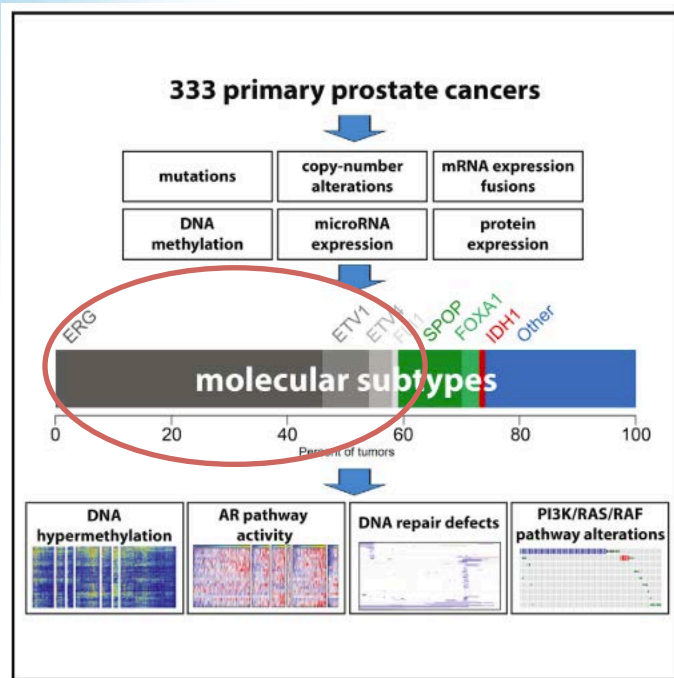 333 primary prostate cancers
mutations
copy-number
alterations
mRNA expression
fusions
DNA
methylation
microRNA
expression
protein
expression
ERG
ETV1
ETV4
FLI1
SPOP
FOXA1
IDH1
Other
molecular subtypes
0
20
40
60
80
100
Percent of tumors
DNA
hypermethylation
AR pathway
activity
DNA repair defects
PI3K/RAS/RAF
pathway alterations